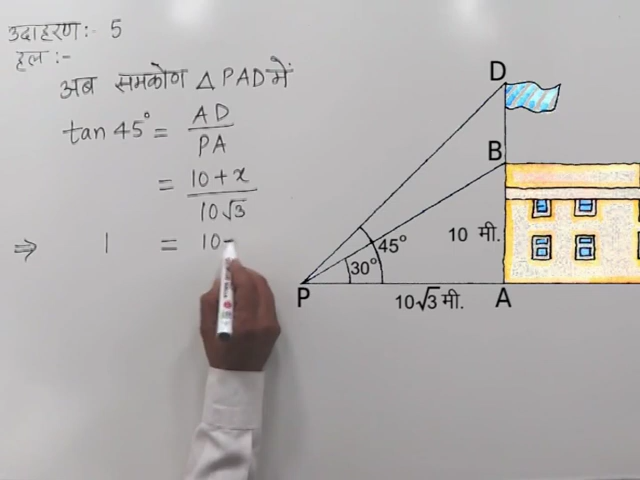 उदाहरण:- 5
हल:-
अब समकोण △PAD में
tan 45° = AD/PA
= 10+x/10√3
⇒ 1 = 10-
D
B
10 मी.
45°
30°
P
10√3 मी.
A